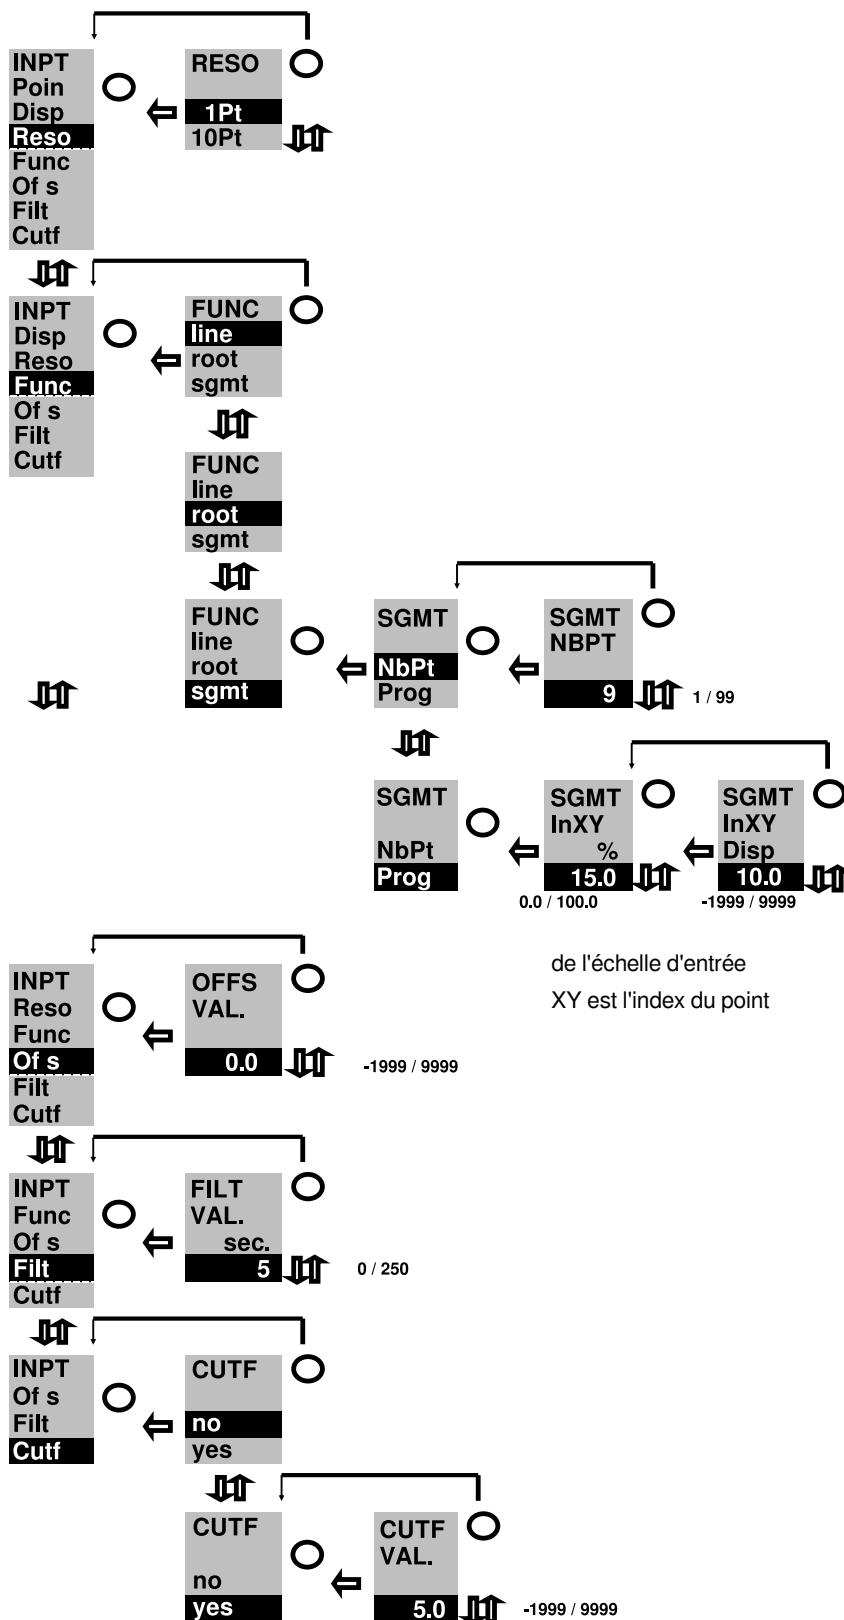 INPT
Poin
Disp
Reso
Func
Of s
Filt
Cutf
RESO
1Pt
10Pt
INPT
Disp
Reso
Func
Of s
Filt
Cutf
FUNC
line
root
sgmt
FUNC
line
root
sgmt
FUNC
line
root
sgmt
SGMT
NbPt
Prog
SGMT
NBPT
9
1 / 99
SGMT
NbPt
Prog
SGMT
InXY
%
15.0
0.0 / 100.0
SGMT
InXY
Disp
10.0
-1999 / 9999
de l'échelle d'entrée
XY est l'index du point
INPT
Reso
Func
Of s
Filt
Cutf
OFFS
VAL.
0.0
-1999 / 9999
INPT
Func
Of s
Filt
Cutf
FILT
VAL.
sec.
5
0 / 250
INPT
Of s
Filt
Cutf
CUTF
no
yes
CUTF
no
yes
CUTF
VAL.
5.0
-1999 / 9999